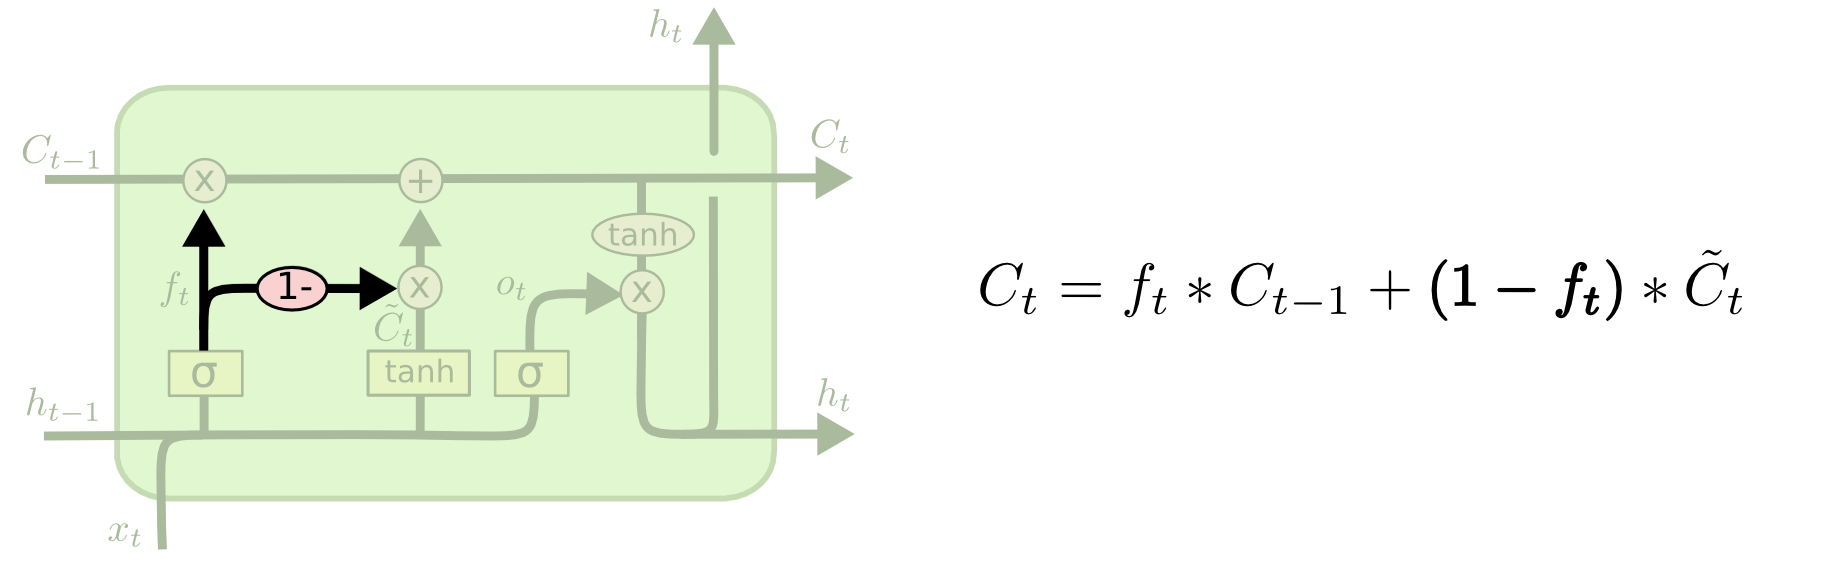 h_t
C_{t-1}
C_t
x
+
tanh
f_t
1-
x
o_t
x
C̃_t
σ
tanh
σ
h_{t-1}
h_t
x_t
C_t = f_t * C_{t-1} + (1 − f_t) * C̃_t